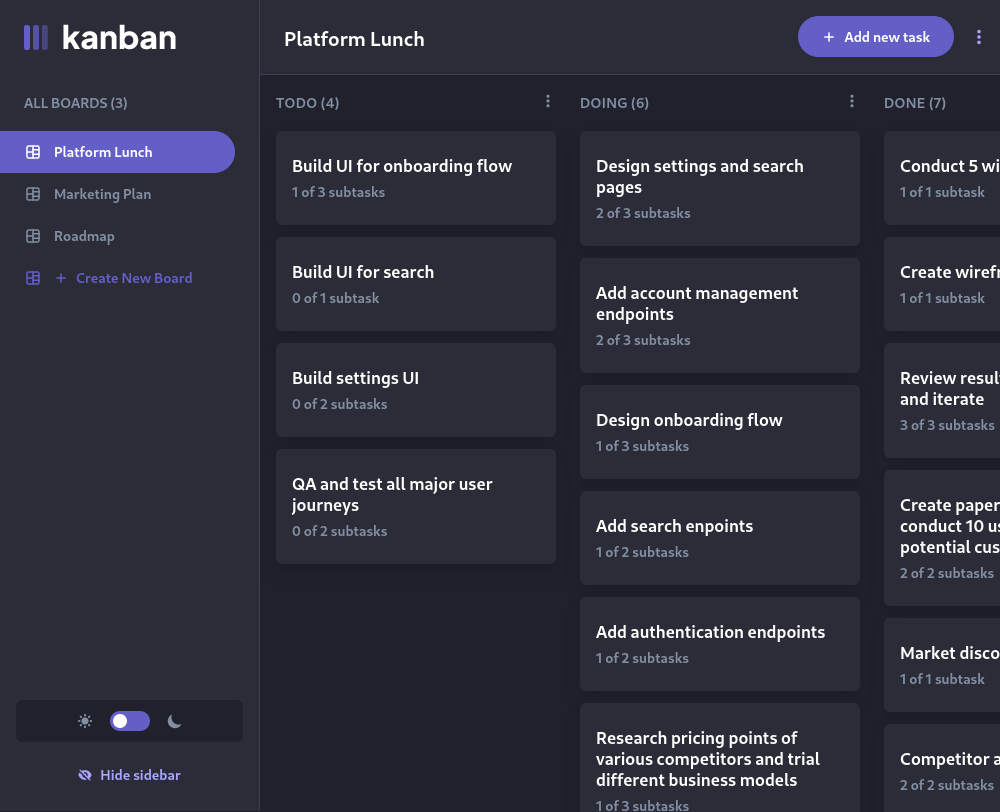 kanban
Platform Lunch
+ Add new task
ALL BOARDS (3)
Platform Lunch
Marketing Plan
Roadmap
+ Create New Board
Hide sidebar
TODO (4)
Build UI for onboarding flow
1 of 3 subtasks
Build UI for search
0 of 1 subtask
Build settings UI
0 of 2 subtasks
QA and test all major user
journeys
0 of 2 subtasks
DOING (6)
Design settings and search
pages
2 of 3 subtasks
Add account management
endpoints
2 of 3 subtasks
Design onboarding flow
1 of 3 subtasks
Add search enpoints
1 of 2 subtasks
Add authentication endpoints
1 of 2 subtasks
Research pricing points of
various competitors and trial
different business models
1 of 3 subtasks
DONE (7)
Conduct 5 wi
1 of 1 subtask
Create wirefr
1 of 1 subtask
Review resul
and iterate
3 of 3 subtasks
Create paper
conduct 10 us
potential cus
2 of 2 subtasks
Market disco
1 of 1 subtask
Competitor a
2 of 2 subtasks